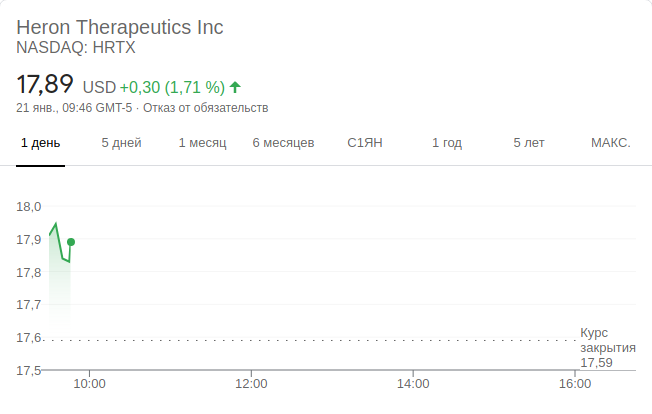 Heron Therapeutics Inc
NASDAQ: HRTX
17,89 USD +0,30 (1,71 %)
21 янв., 09:46 GMT-5 · Отказ от обязательств
1 день 5 дней 1 месяц 6 месяцев С1ЯН 1 год 5 лет МАКС.
18,0
17,9
17,8
17,7
17,6
Курс
закрытия
17,59
17,5
10:00 12:00 14:00 16:00